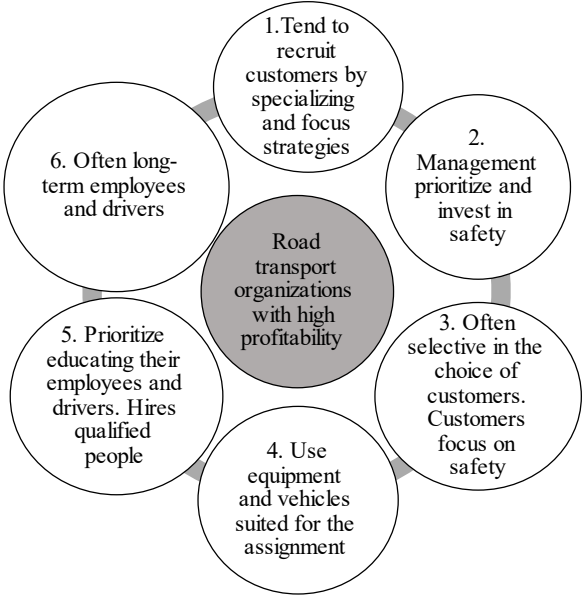 1.Tend to
recruit
customers by
specializing
and focus
strategies
2.
Management
prioritize and
invest in
safety
3. Often
selective in the
choice of
customers.
Customers
focus on
safety
4. Use
equipment
and vehicles
suited for the
assignment
5. Prioritize
educating their
employees and
drivers. Hires
qualified
people
6. Often long-
term employees
and drivers
Road
transport
organizations
with high
profitability